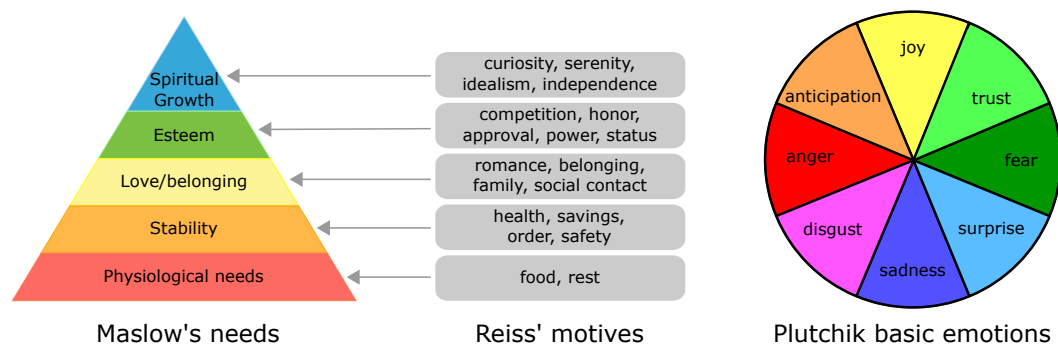 Spiritual
Growth
Esteem
Love/belonging
Stability
Physiological needs
Maslow's needs
curiosity, serenity,
idealism, independence
competition, honor,
approval, power, status
romance, belonging,
family, social contact
health, savings,
order, safety
food, rest
Reiss' motives
joy
trust
fear
surprise
sadness
disgust
anger
anticipation
Plutchik basic emotions